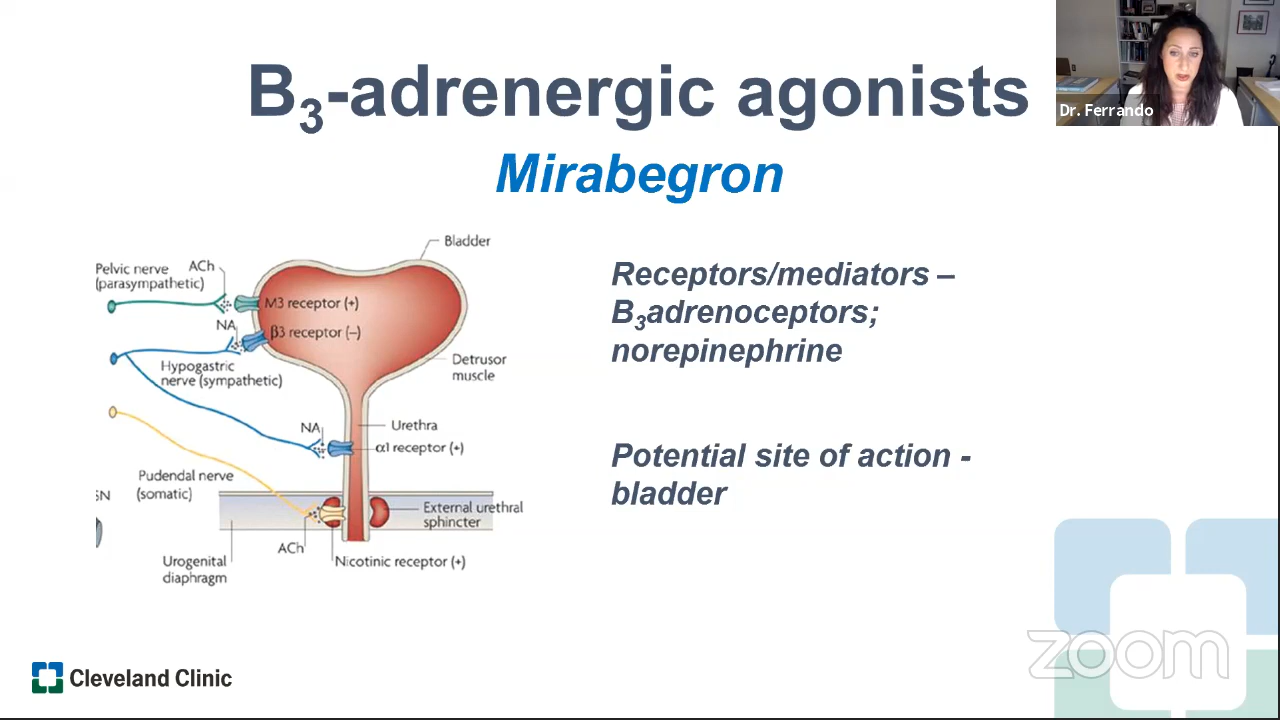 B3-adrenergic agonists
Dr. Ferrando
Mirabegron
Bladder
Pelvic nerve
(parasympathetic)
ACh
M3 receptor (+)
NA
β3 receptor (–)
Hypogastric
nerve (sympathetic)
Detrusor
muscle
NA
Urethra
α1 receptor (+)
Pudendal nerve
(somatic)
SN
External urethral
sphincter
ACh
Nicotinic receptor (+)
Urogenital
diaphragm
Receptors/mediators –
B3adrenoceptors;
norepinephrine
Potential site of action -
bladder
Cleveland Clinic
zoom